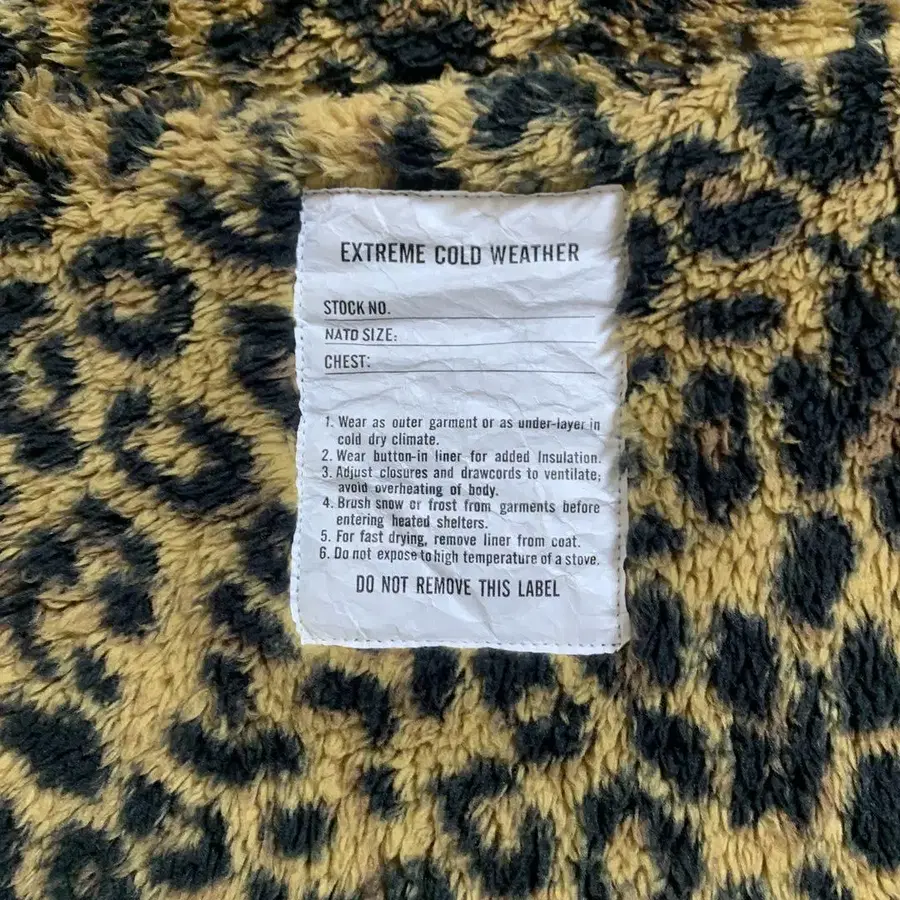 EXTREME COLD WEATHER
STOCK NO.
NATO SIZE:
CHEST:
1. Wear as outer garment or as under-layer in
cold dry climate.
2. Wear button-in liner for added Insulation.
3. Adjust closures and drawcords to ventilate;
avoid overheating of body.
4. Brush snow or frost from garments before
entering heated shelters.
5. For fast drying, remove liner from coat.
6. Do not expose to high temperature of a stove.
DO NOT REMOVE THIS LABEL